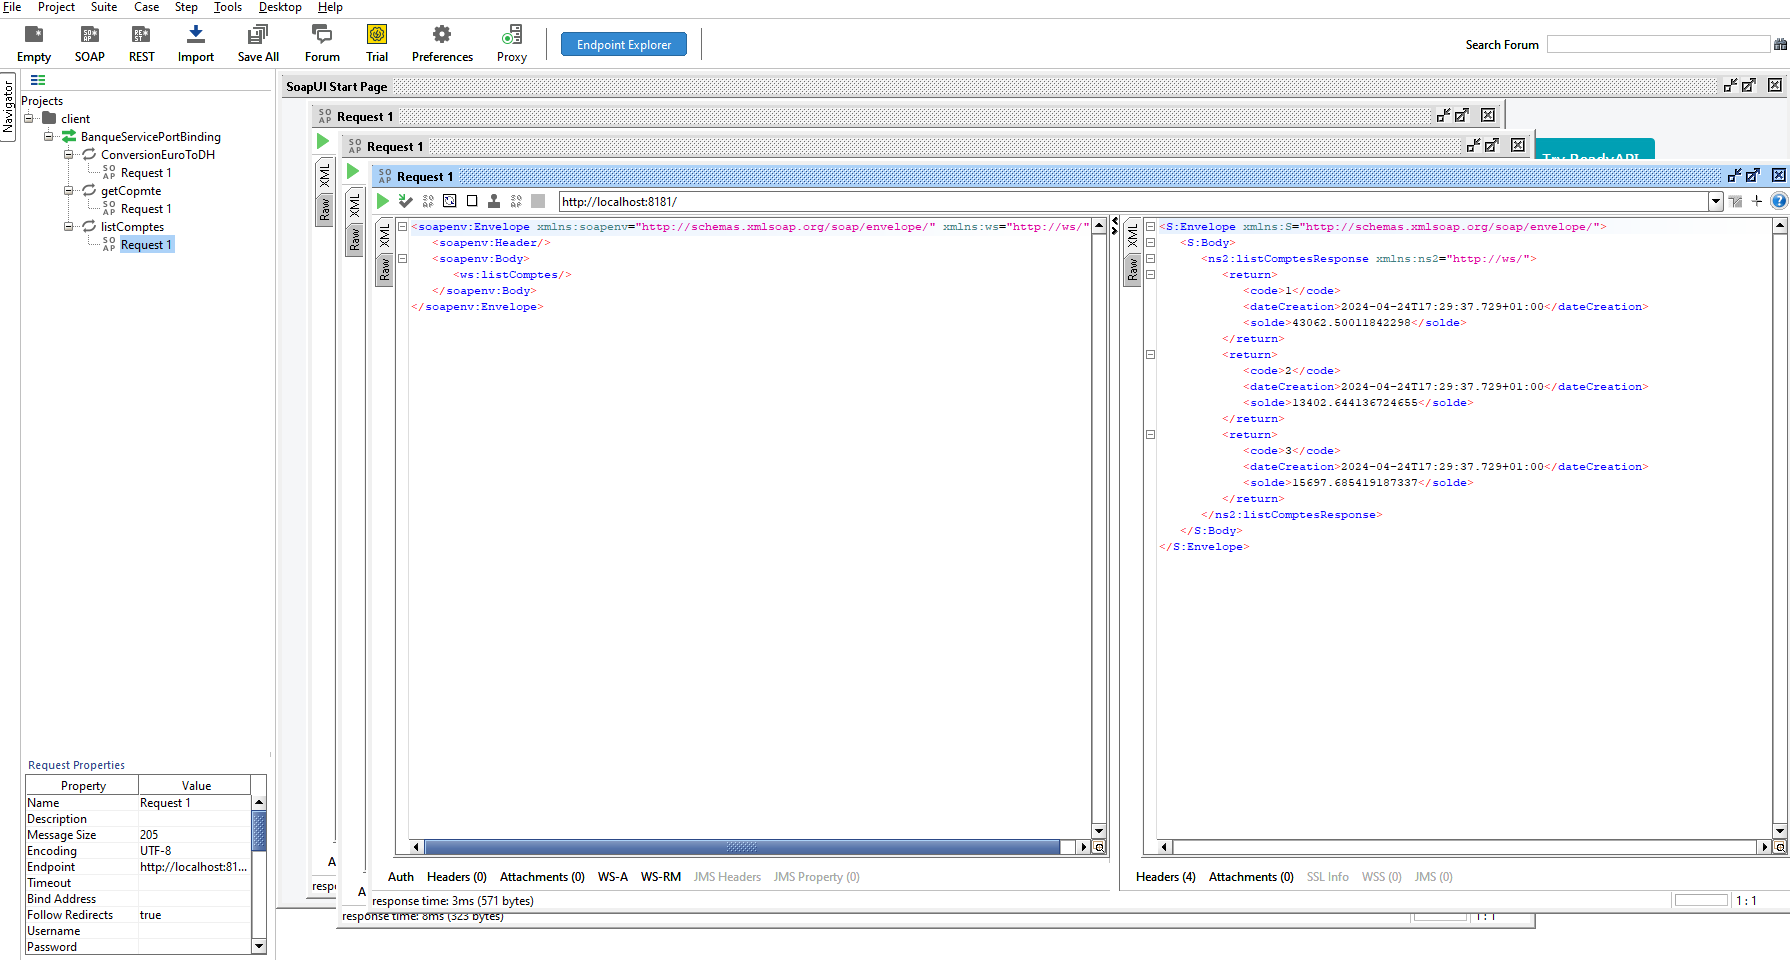 File Project Suite Case Step Tools Desktop Help
Empty SOAP REST Import Save All Forum Trial Preferences Proxy Endpoint Explorer Search Forum
Navigator
Projects
client
BanqueServicePortBinding
ConversionEuroToDH
Request 1
getCopmte
Request 1
listComptes
Request 1
SoapUI Start Page
Request 1
Request 1
Request 1
http://localhost:8181/
XML
Raw
<soapenv:Envelope xmlns:soapenv="http://schemas.xmlsoap.org/soap/envelope/" xmlns:ws="http://ws/"
<soapenv:Header/>
<soapenv:Body>
<ws:listComptes/>
</soapenv:Body>
</soapenv:Envelope>
XML
Raw
<S:Envelope xmlns:S="http://schemas.xmlsoap.org/soap/envelope/">
<S:Body>
<ns2:listComptesResponse xmlns:ns2="http://ws/">
<return>
<code>1</code>
<dateCreation>2024-04-24T17:29:37.729+01:00</dateCreation>
<solde>43062.50011842298</solde>
</return>
<return>
<code>2</code>
<dateCreation>2024-04-24T17:29:37.729+01:00</dateCreation>
<solde>13402.644136724655</solde>
</return>
<return>
<code>3</code>
<dateCreation>2024-04-24T17:29:37.729+01:00</dateCreation>
<solde>15697.685419187337</solde>
</return>
</ns2:listComptesResponse>
</S:Body>
</S:Envelope>
Auth Headers (0) Attachments (0) WS-A WS-RM JMS Headers JMS Property (0)
Headers (4) Attachments (0) SSL Info WSS (0) JMS (0)
response time: 3ms (571 bytes)
1 : 1
response time: 8ms (323 bytes)
1 : 1
Request Properties
Property Value
Name Request 1
Description
Message Size 205
Encoding UTF-8
Endpoint http://localhost:81...
Timeout
Bind Address
Follow Redirects true
Username
Password